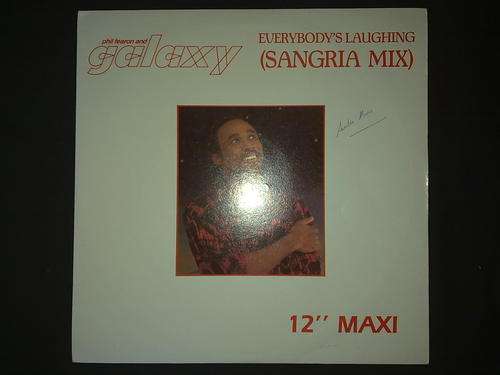 phil fearon and
galaxy
EVERYBODY'S LAUGHING
(SANGRIA MIX)
12'' MAXI